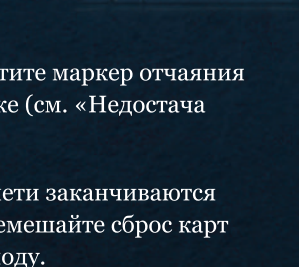 тите маркер отчаяния
ке (см. «Недостача
ети заканчиваются
емешайте сброс карт
оду.